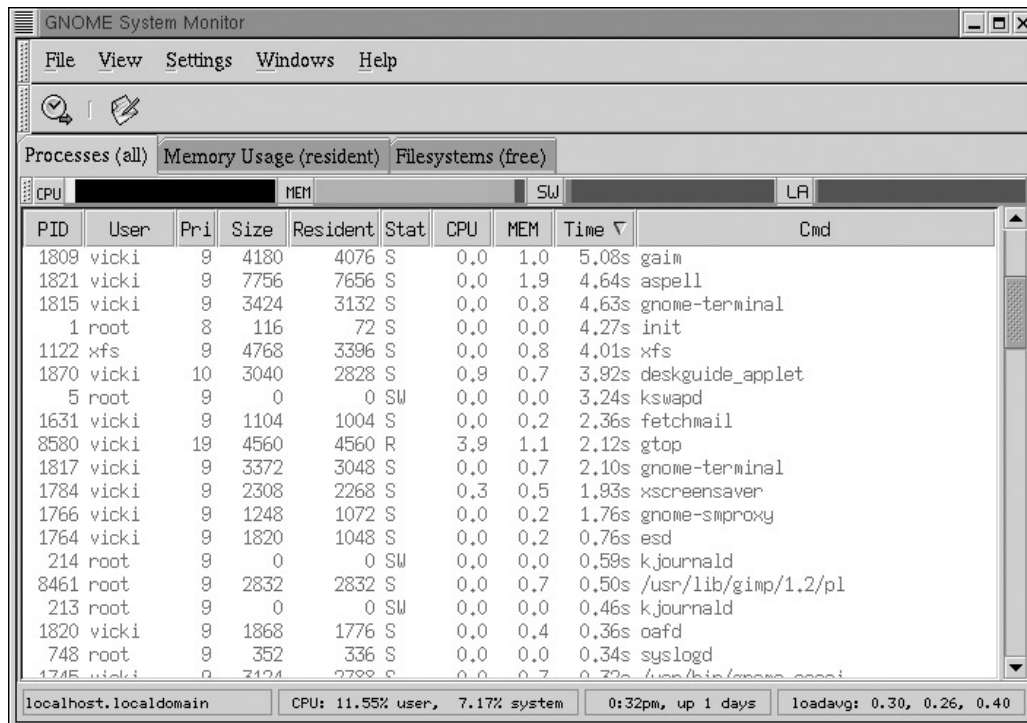 GNOME System Monitor
File View Settings Windows Help
Processes (all) Memory Usage (resident) Filesystems (free)
CPU MEM SW LA
PID User Pri Size Resident Stat CPU MEM Time Cmd
1809 vicki 9 4180 4076 S 0.0 1.0 5.08s gaim
1821 vicki 9 7756 7656 S 0.0 1.9 4.64s aspell
1815 vicki 9 3424 3132 S 0.0 0.8 4.63s gnome-terminal
1 root 8 116 72 S 0.0 0.0 4.27s init
1122 xfs 9 4768 3396 S 0.0 0.8 4.01s xfs
1870 vicki 10 3040 2828 S 0.9 0.7 3.92s deskguide_applet
5 root 9 0 0 SW 0.0 0.0 3.24s kswapd
1631 vicki 9 1104 1004 S 0.0 0.2 2.36s fetchmail
8580 vicki 19 4560 4560 R 3.9 1.1 2.12s gtop
1817 vicki 9 3372 3048 S 0.0 0.7 2.10s gnome-terminal
1784 vicki 9 2308 2268 S 0.3 0.5 1.93s xscreensaver
1766 vicki 9 1248 1072 S 0.0 0.2 1.76s gnome-smproxy
1764 vicki 9 1820 1048 S 0.0 0.2 0.76s esd
214 root 9 0 0 SW 0.0 0.0 0.59s kjournald
8461 root 9 2832 2832 S 0.0 0.7 0.50s /usr/lib/gimp/1.2/pl
213 root 9 0 0 SW 0.0 0.0 0.46s kjournald
1820 vicki 9 1868 1776 S 0.0 0.4 0.36s oafd
748 root 9 352 336 S 0.0 0.0 0.34s syslogd
localhost.localdomain CPU: 11.55% user, 7.17% system 0:32pm, up 1 days loadavg: 0.30, 0.26, 0.40